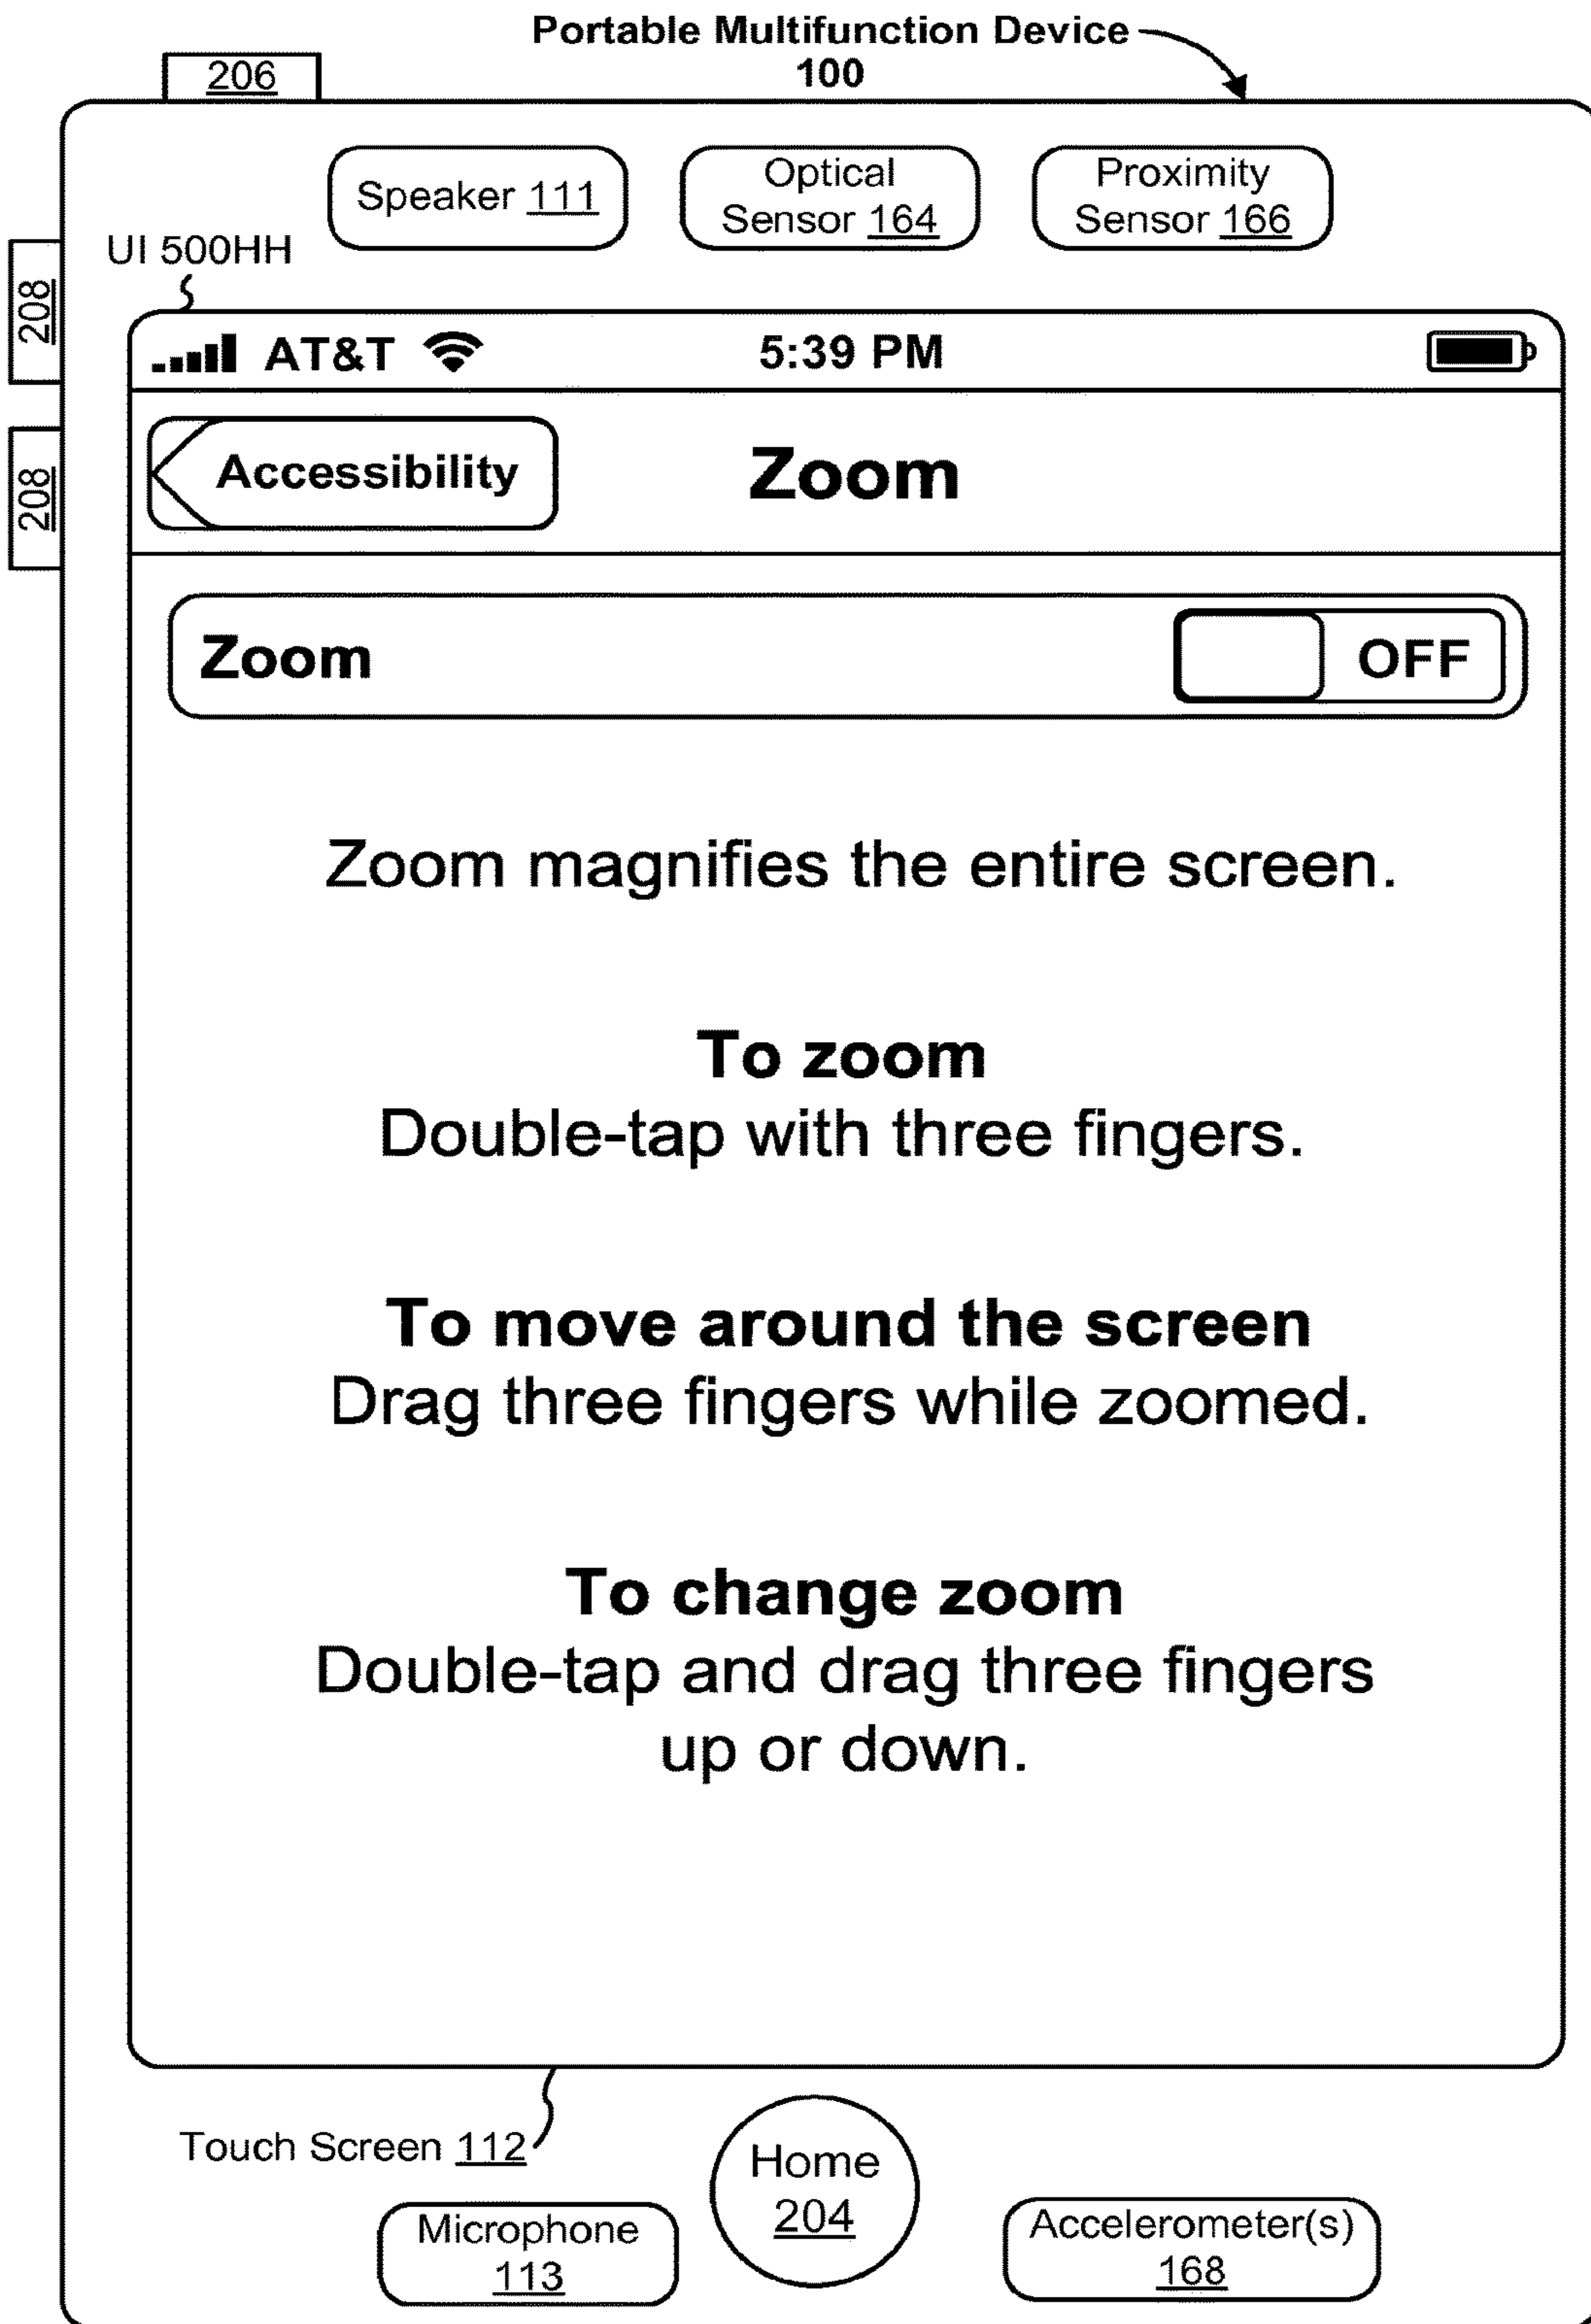 Portable Multifunction Device
100
206
Speaker 111
Optical
Sensor 164
Proximity
Sensor 166
UI 500HH
208
208
AT&T 5:39 PM
Accessibility
Zoom
Zoom OFF
Zoom magnifies the entire screen.
To zoom
Double-tap with three fingers.
To move around the screen
Drag three fingers while zoomed.
To change zoom
Double-tap and drag three fingers
up or down.
Touch Screen 112
Home
204
Microphone
113
Accelerometer(s)
168